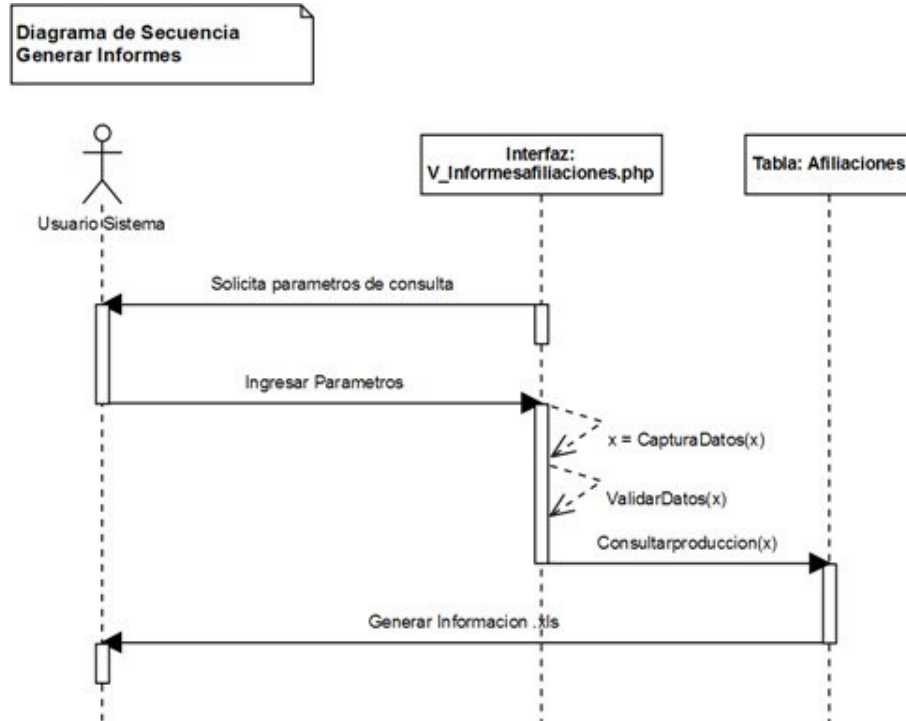 Diagrama de Secuencia
Generar Informes
Interfaz:
V_Informesafiliaciones.php
Tabla: Afiliaciones
Usuario Sistema
Solicita parametros de consulta
Ingresar Parametros
x = CapturaDatos(x)
ValidarDatos(x)
Consultarproduccion(x)
Generar Informacion .xls